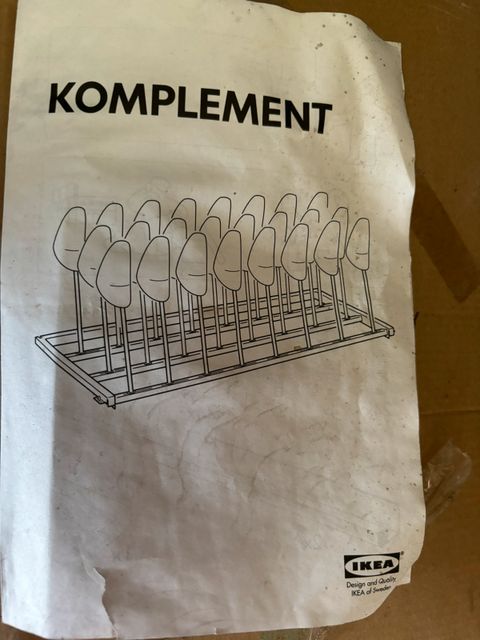 KOMPLEMENT
IKEA
Design and Quality
IKEA of Sweden